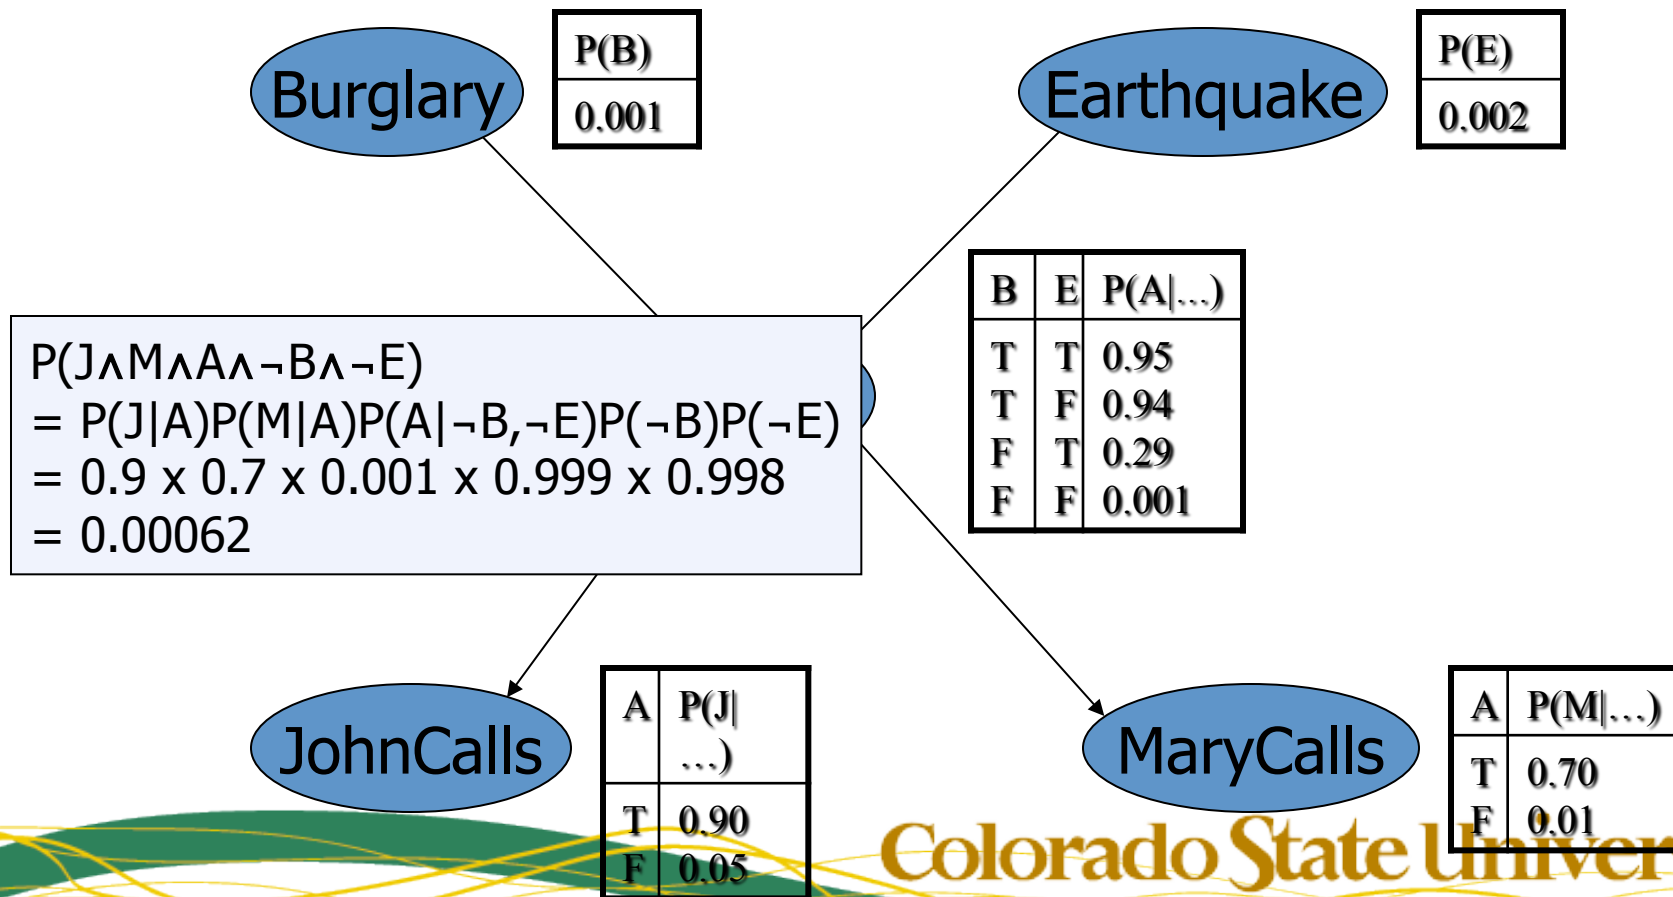 Burglary
P(B)
0.001
Earthquake
P(E)
0.002
B E P(A|...)
T T 0.95
T F 0.94
F T 0.29
F F 0.001
P(J∧M∧A∧¬B∧¬E)
= P(J|A)P(M|A)P(A|¬B,¬E)P(¬B)P(¬E)
= 0.9 x 0.7 x 0.001 x 0.999 x 0.998
= 0.00062
JohnCalls
A P(J|
...)
T 0.90
F 0.05
MaryCalls
A P(M|...)
T 0.70
F 0.01
Colorado State Univer